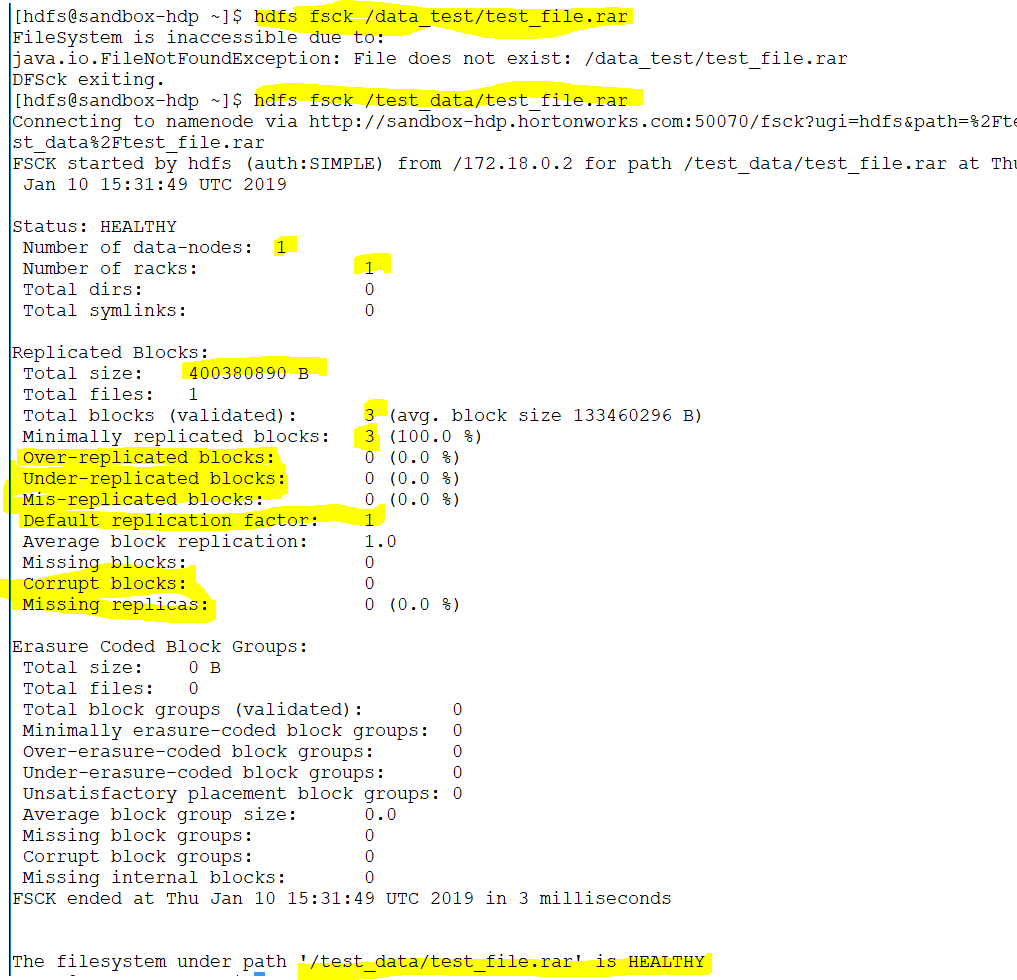 [hdfs@sandbox-hdp ~]$ hdfs fsck /data_test/test_file.rar
FileSystem is inaccessible due to:
java.io.FileNotFoundException: File does not exist: /data_test/test_file.rar
DFSck exiting.
[hdfs@sandbox-hdp ~]$ hdfs fsck /test_data/test_file.rar
Connecting to namenode via http://sandbox-hdp.hortonworks.com:50070/fsck?ugi=hdfs&path=%2Fte
st_data%2Ftest_file.rar
FSCK started by hdfs (auth:SIMPLE) from /172.18.0.2 for path /test_data/test_file.rar at Thu
Jan 10 15:31:49 UTC 2019
Status: HEALTHY
Number of data-nodes: 1
Number of racks: 1
Total dirs: 0
Total symlinks: 0
Replicated Blocks:
Total size: 400380890 B
Total files: 1
Total blocks (validated): 3 (avg. block size 133460296 B)
Minimally replicated blocks: 3 (100.0 %)
Over-replicated blocks: 0 (0.0 %)
Under-replicated blocks: 0 (0.0 %)
Mis-replicated blocks: 0 (0.0 %)
Default replication factor: 1
Average block replication: 1.0
Missing blocks: 0
Corrupt blocks: 0
Missing replicas: 0 (0.0 %)
Erasure Coded Block Groups:
Total size: 0 B
Total files: 0
Total block groups (validated): 0
Minimally erasure-coded block groups: 0
Over-erasure-coded block groups: 0
Under-erasure-coded block groups: 0
Unsatisfactory placement block groups: 0
Average block group size: 0.0
Missing block groups: 0
Corrupt block groups: 0
Missing internal blocks: 0
FSCK ended at Thu Jan 10 15:31:49 UTC 2019 in 3 milliseconds
The filesystem under path '/test_data/test_file.rar' is HEALTHY